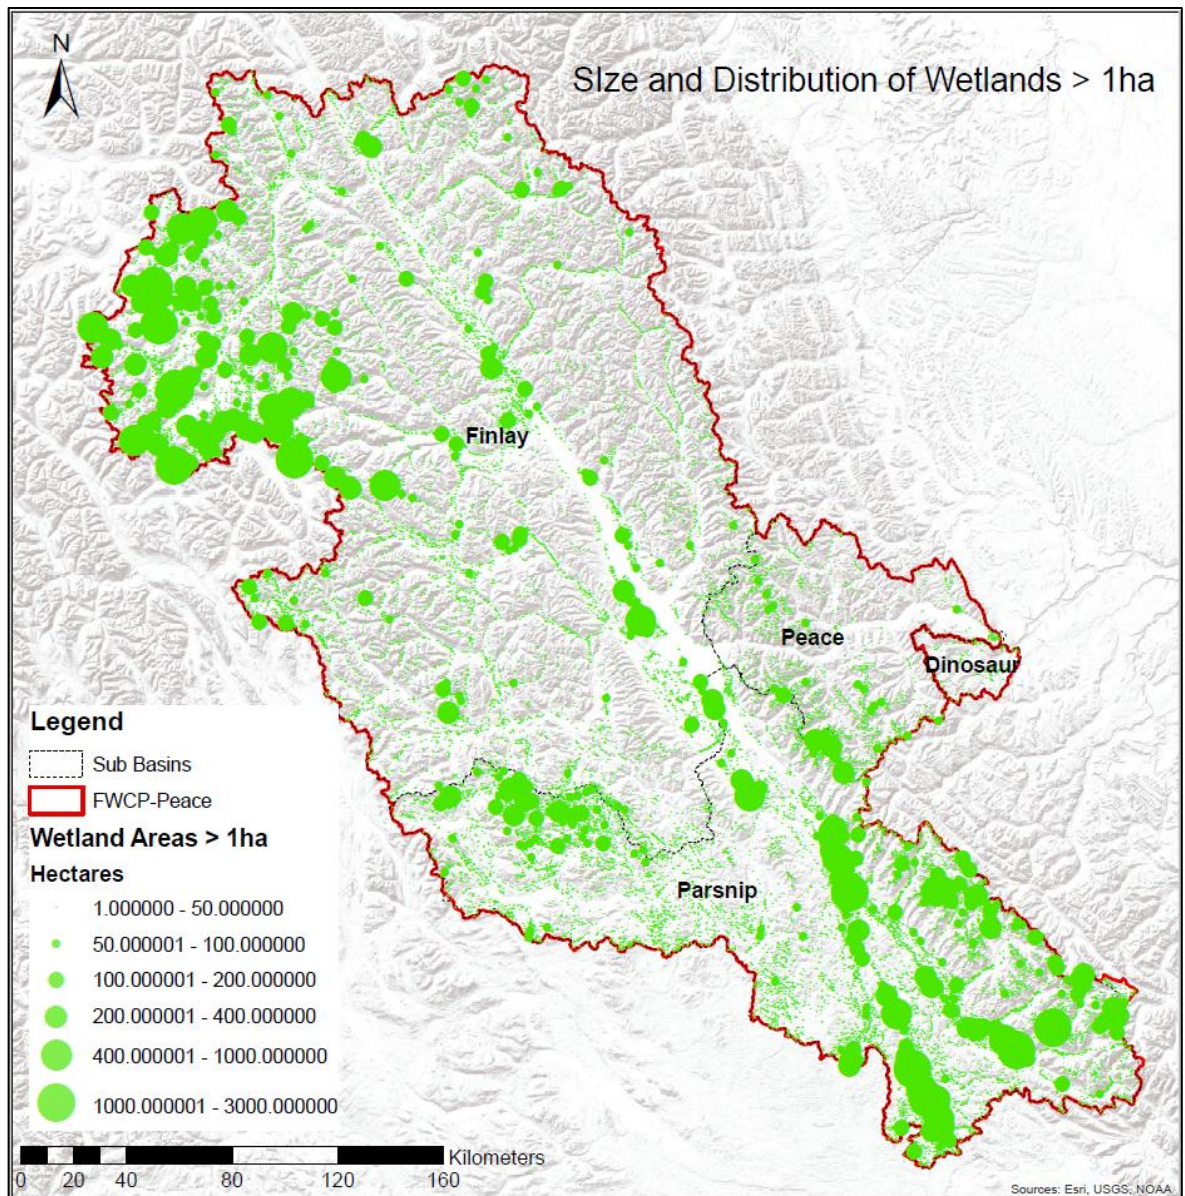 N
SIze and Distribution of Wetlands > 1ha
Finlay
Peace
Dinosaur
Parsnip
Legend
Sub Basins
FWCP-Peace
Wetland Areas > 1ha
Hectares
1.000000 - 50.000000
50.000001 - 100.000000
100.000001 - 200.000000
200.000001 - 400.000000
400.000001 - 1000.000000
1000.000001 - 3000.000000
Kilometers
0 20 40 80 120 160
Sources: Esri, USGS, NOAA